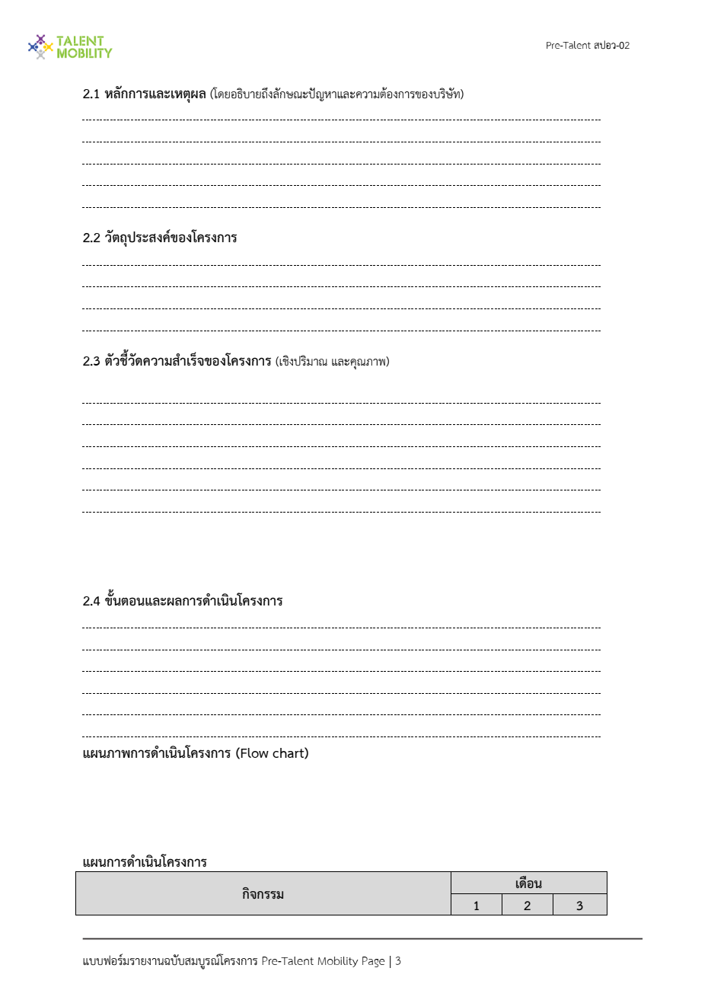 TALENT
MOBILITY
Pre-Talent สปอว-02
2.1 หลักการและเหตุผล (โดยอธิบายถึงลักษณะปัญหาและความต้องการของบริษัท)
2.2 วัตถุประสงค์ของโครงการ
2.3 ตัวชี้วัดความสำเร็จของโครงการ (เชิงปริมาณ และคุณภาพ)
2.4 ขั้นตอนและผลการดำเนินโครงการ
แผนภาพการดำเนินโครงการ (Flow chart)
แผนการดำเนินโครงการ
กิจกรรม
เดือน
1 2 3
แบบฟอร์มรายงานฉบับสมบูรณ์โครงการ Pre-Talent Mobility Page | 3